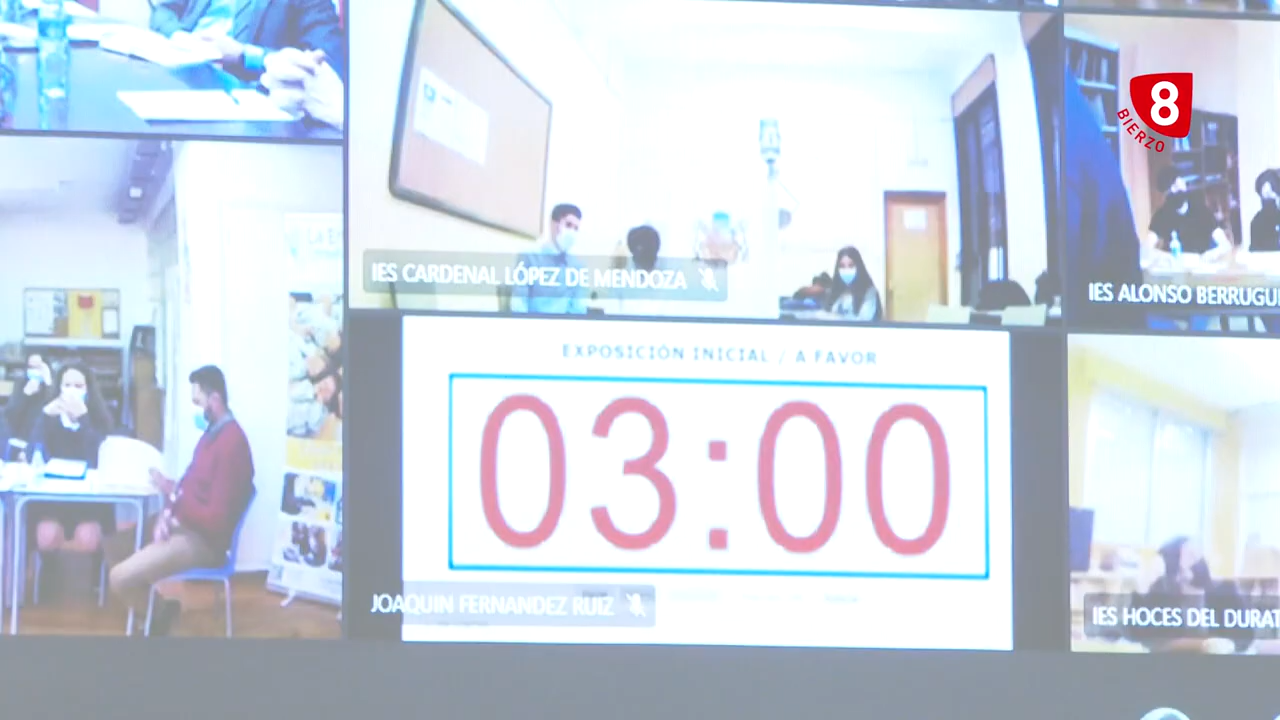 8
BIERZO
IES CARDENAL LÓPEZ DE MENDOZA
IES ALONSO BERRUGU
EXPOSICIÓN INICIAL / A FAVOR
03:00
JOAQUIN FERNANDEZ RUIZ
IES HOCES DEL DURAT